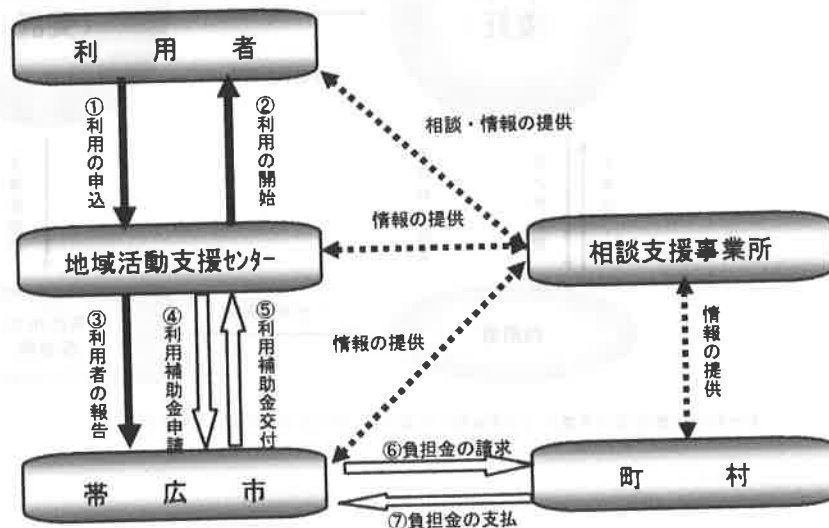 利用者
①利用の申込
②利用の開始
相談・情報の提供
情報の提供
地域活動支援センター
相談支援事業所
③利用者の報告
④利用補助金申請
⑤利用補助金交付
情報の提供
情報の提供
⑥負担金の請求
帯広市
町村
⑦負担金の支払